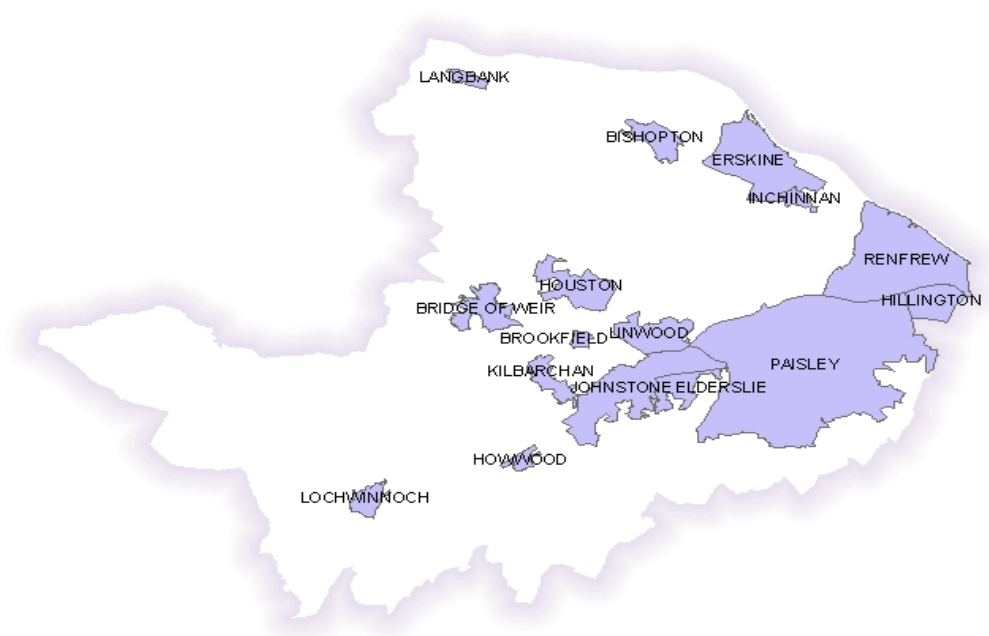 LANGBANK
BISHOPTON
ERSKINE
INCHINNAN
RENFREW
HOUSTON
HILLINGTON
BRIDGE OF WEIR
BROOKFIELD
LINWOOD
PAISLEY
KILBARCHAN
JOHNSTONE
ELDERSLIE
HOWWOOD
LOCHWINNOCH